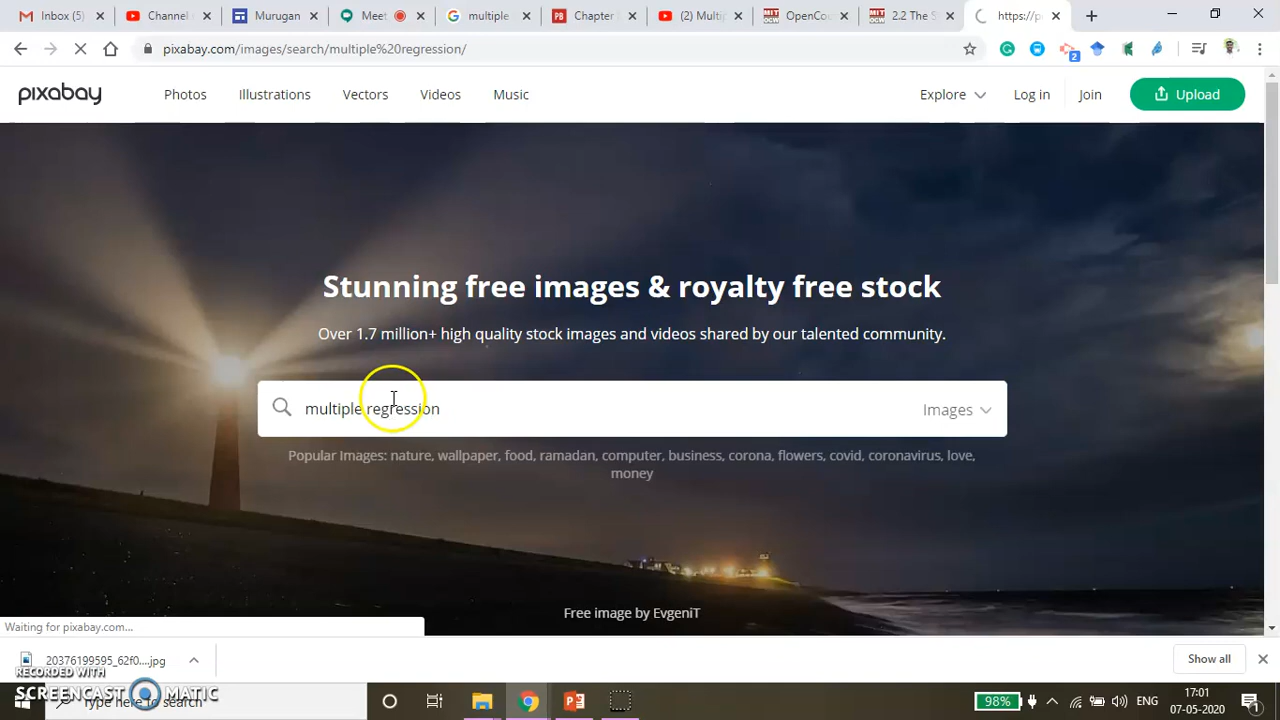 Inbox (5)
Channel
Murugan
Meet
multiple
Chapter
(2) Multip
OpenCou
2.2 The S
https://p
pixabay.com/images/search/multiple%20regression/
2
pixabay
Photos
Illustrations
Vectors
Videos
Music
Explore
Log in
Join
Upload
Stunning free images & royalty free stock
Over 1.7 million+ high quality stock images and videos shared by our talented community.
multiple regression
Images
Popular Images: nature, wallpaper, food, ramadan, computer, business, corona, flowers, covid, coronavirus, love,
money
Free image by EvgeniT
Waiting for pixabay.com...
20376199595_62f0....jpg
Show all
RECORDED WITH
SCREENCAST MATIC
Type here to search
98%
ENG
17:01
07-05-2020
1